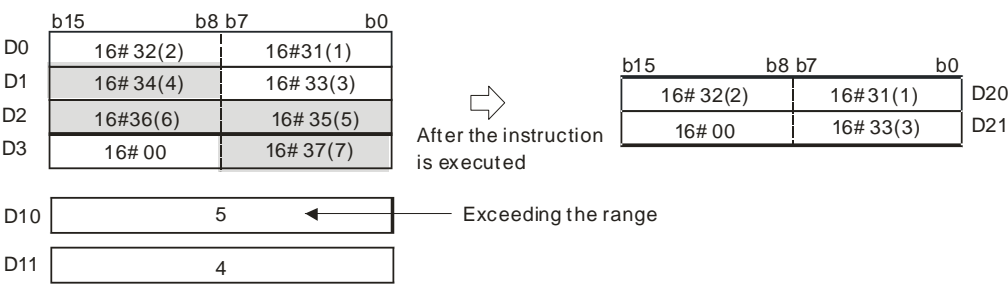 b15 b8 b7 b0
D0 16#32(2) 16#31(1)
D1 16#34(4) 16#33(3)
D2 16#36(6) 16#35(5)
D3 16#00 16#37(7)
After the instruction
is executed
b15 b8 b7 b0
16#32(2) 16#31(1) D20
16#00 16#33(3) D21
D10 5 Exceeding the range
D11 4